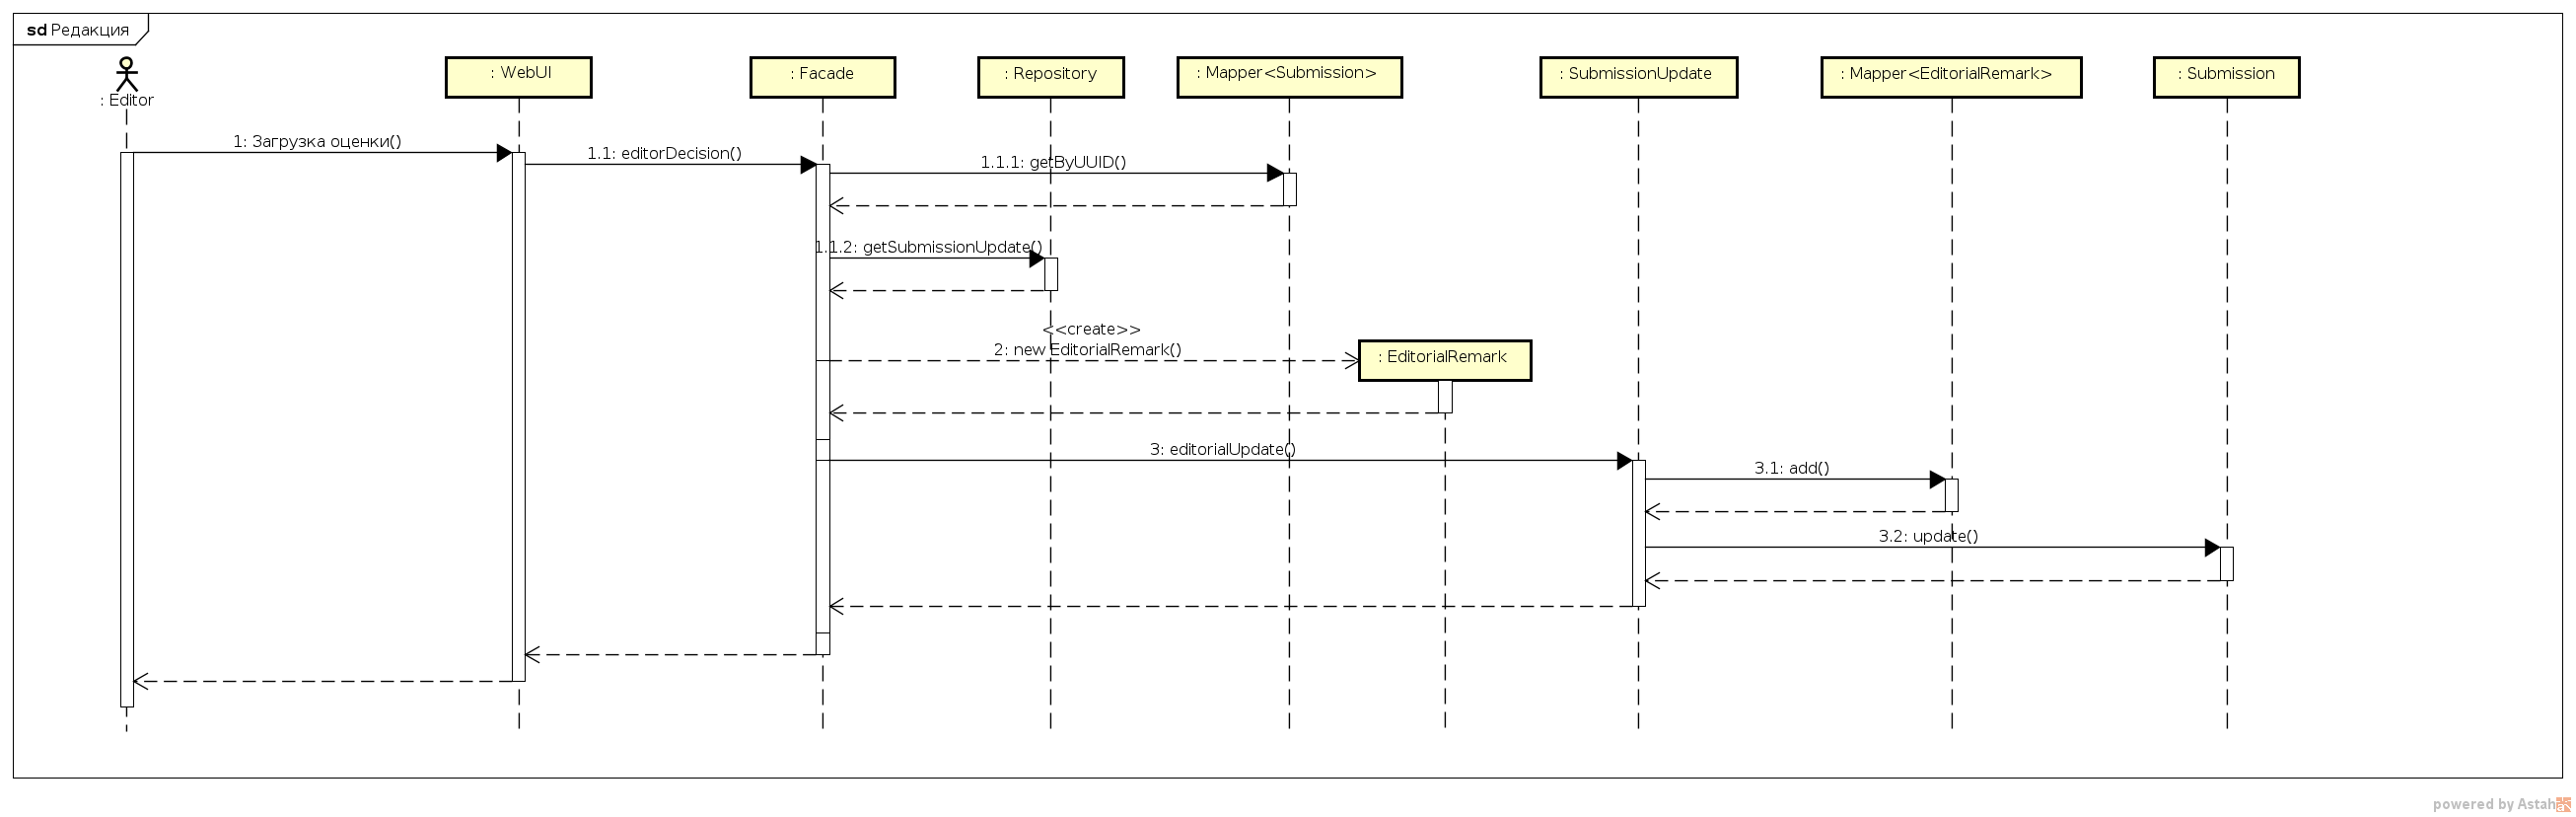 sd Редакция
: Editor
: WebUI
: Facade
: Repository
: Mapper<Submission>
: SubmissionUpdate
: Mapper<EditorialRemark>
: Submission
1: Загрузка оценки()
1.1: editorDecision()
1.1.1: getByUUID()
1.1.2: getSubmissionUpdate()
<<create>>
2: new EditorialRemark()
: EditorialRemark
3: editorialUpdate()
3.1: add()
3.2: update()
powered by Astah